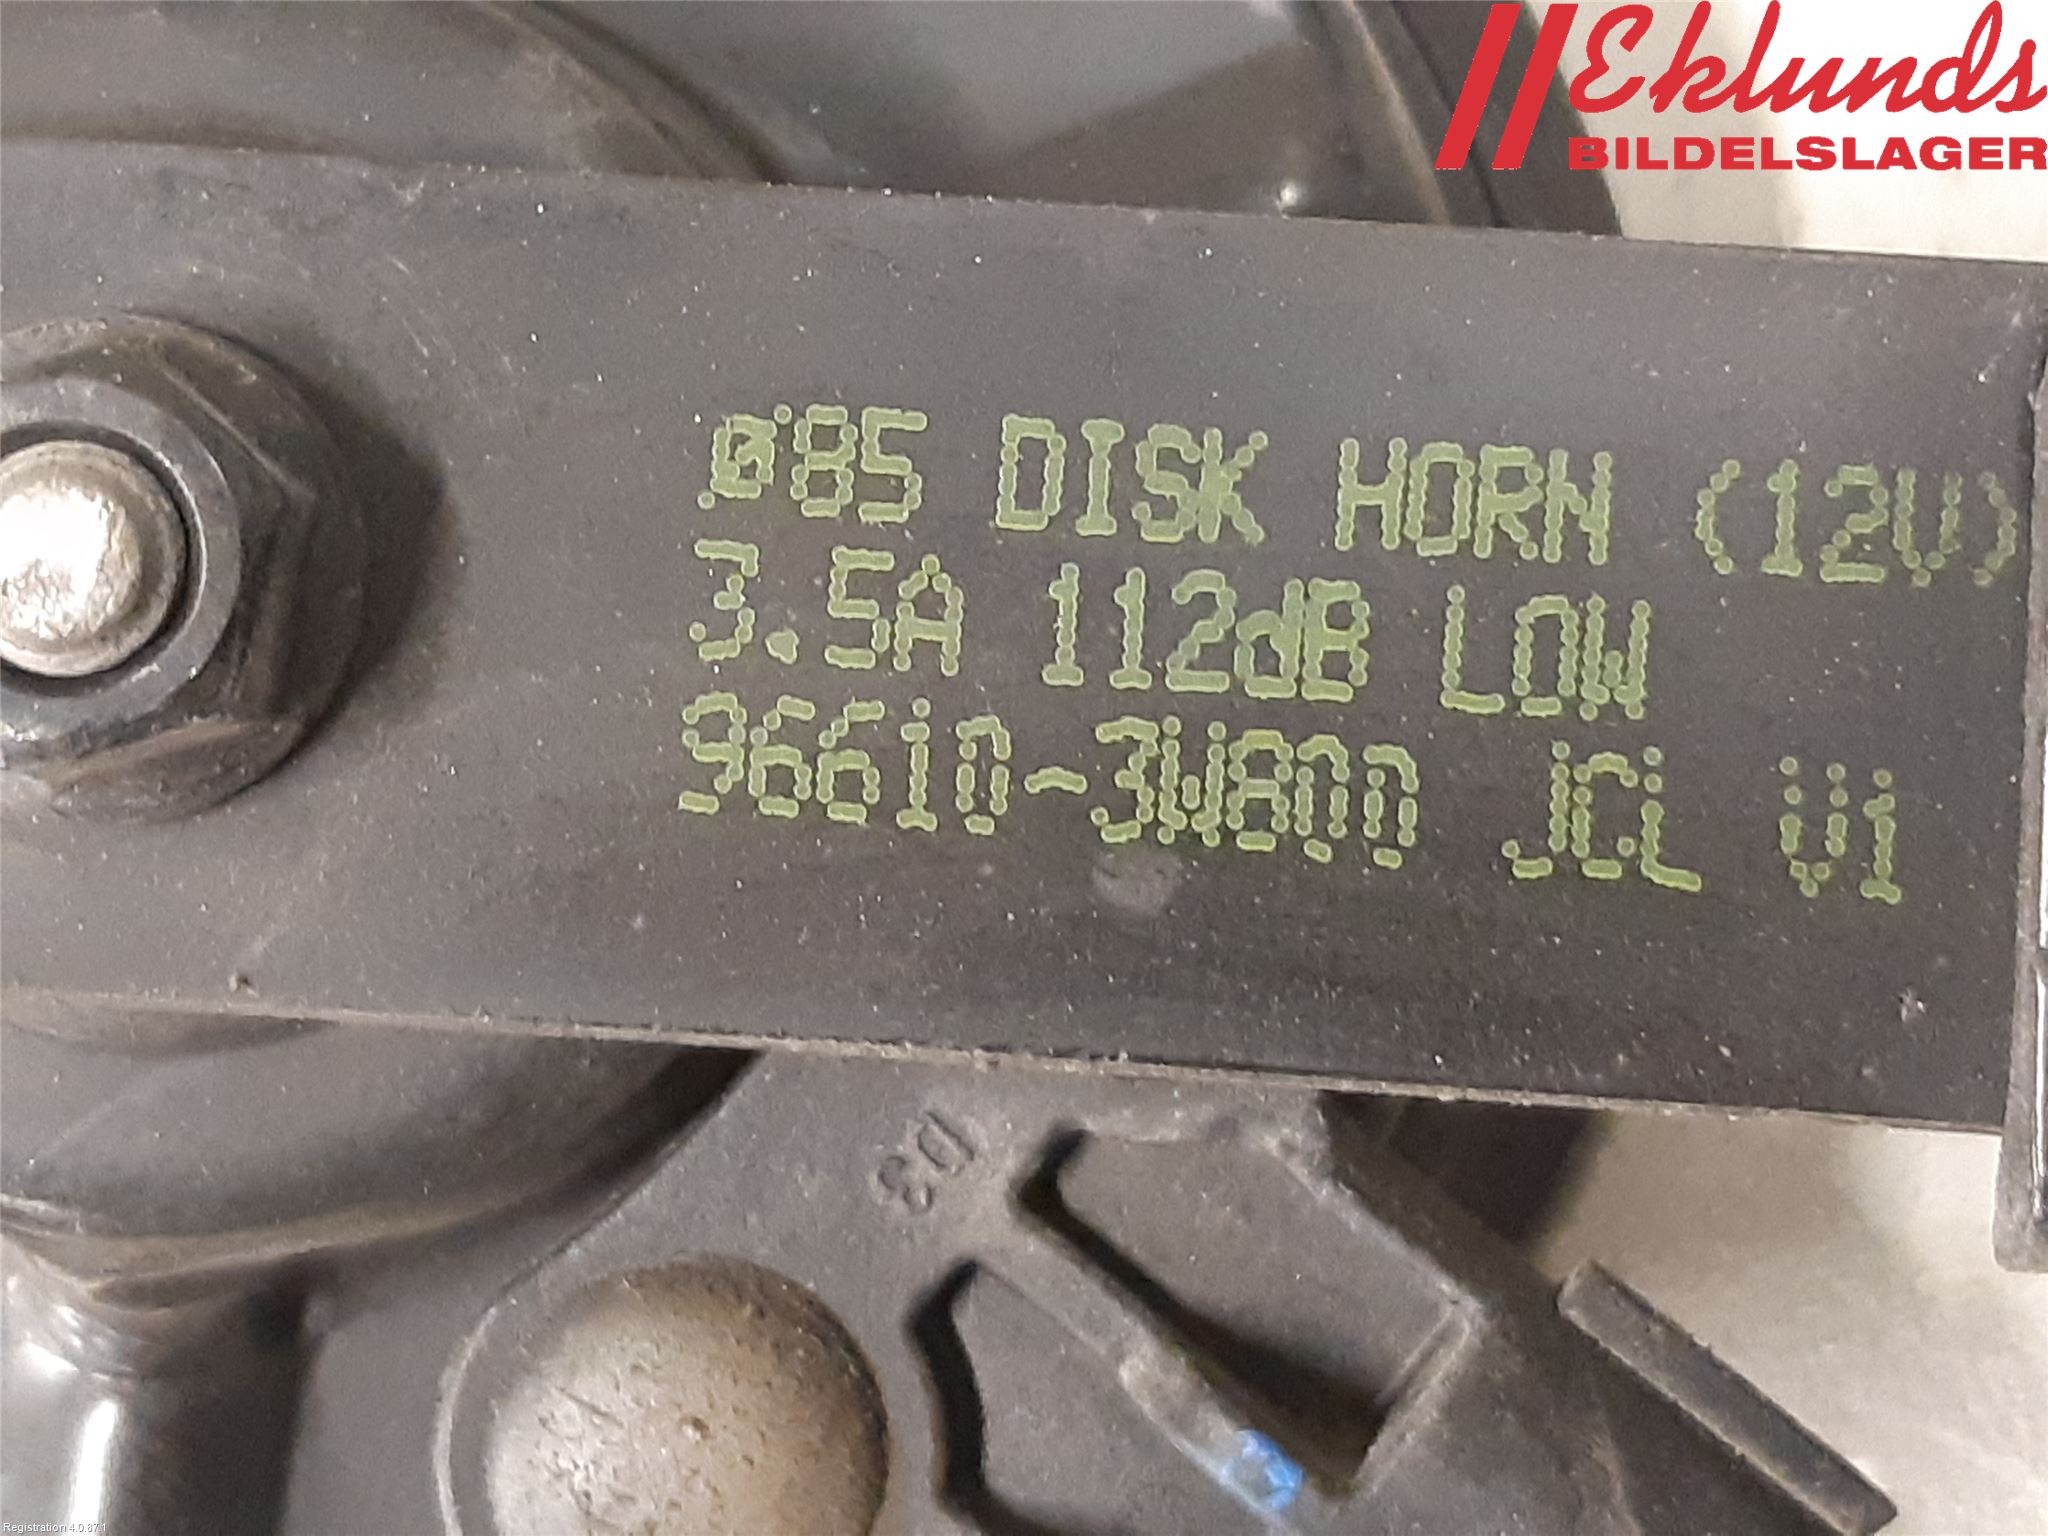 Eklunds
BILDELSLAGER
ø85 DISK HORN (12V)
3.5A 112dB LOW
96610-3W800 JCL V1
D3
Registration 4.0.87.1